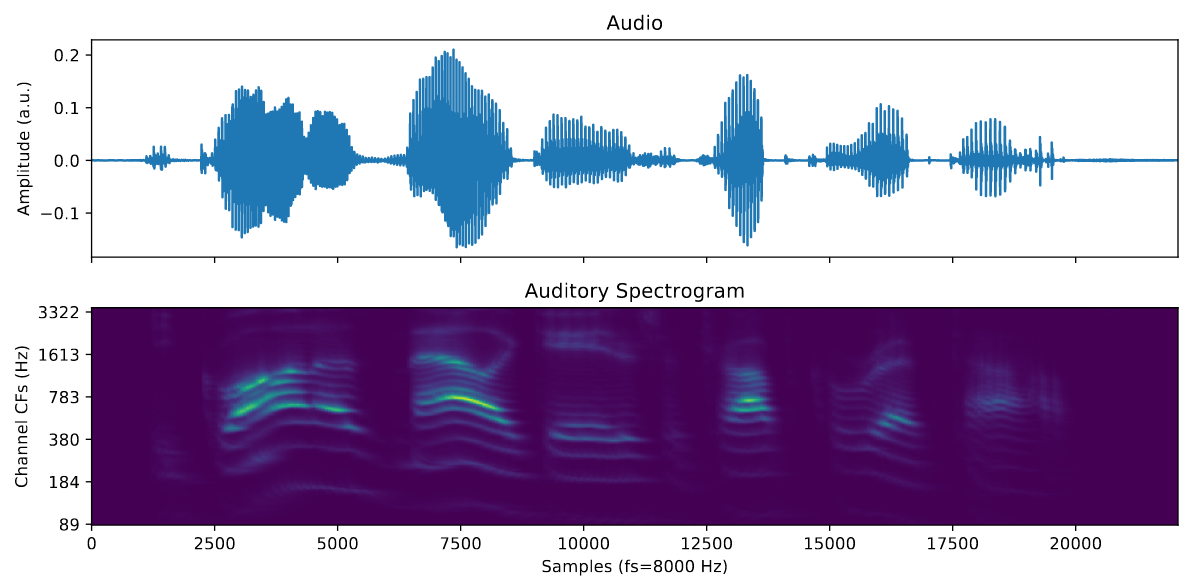 Audio
Amplitude (a.u.)
0.2
0.1
0.0
−0.1
Auditory Spectrogram
Channel CFs (Hz)
3322
1613
783
380
184
89
0 2500 5000 7500 10000 12500 15000 17500 20000
Samples (fs=8000 Hz)